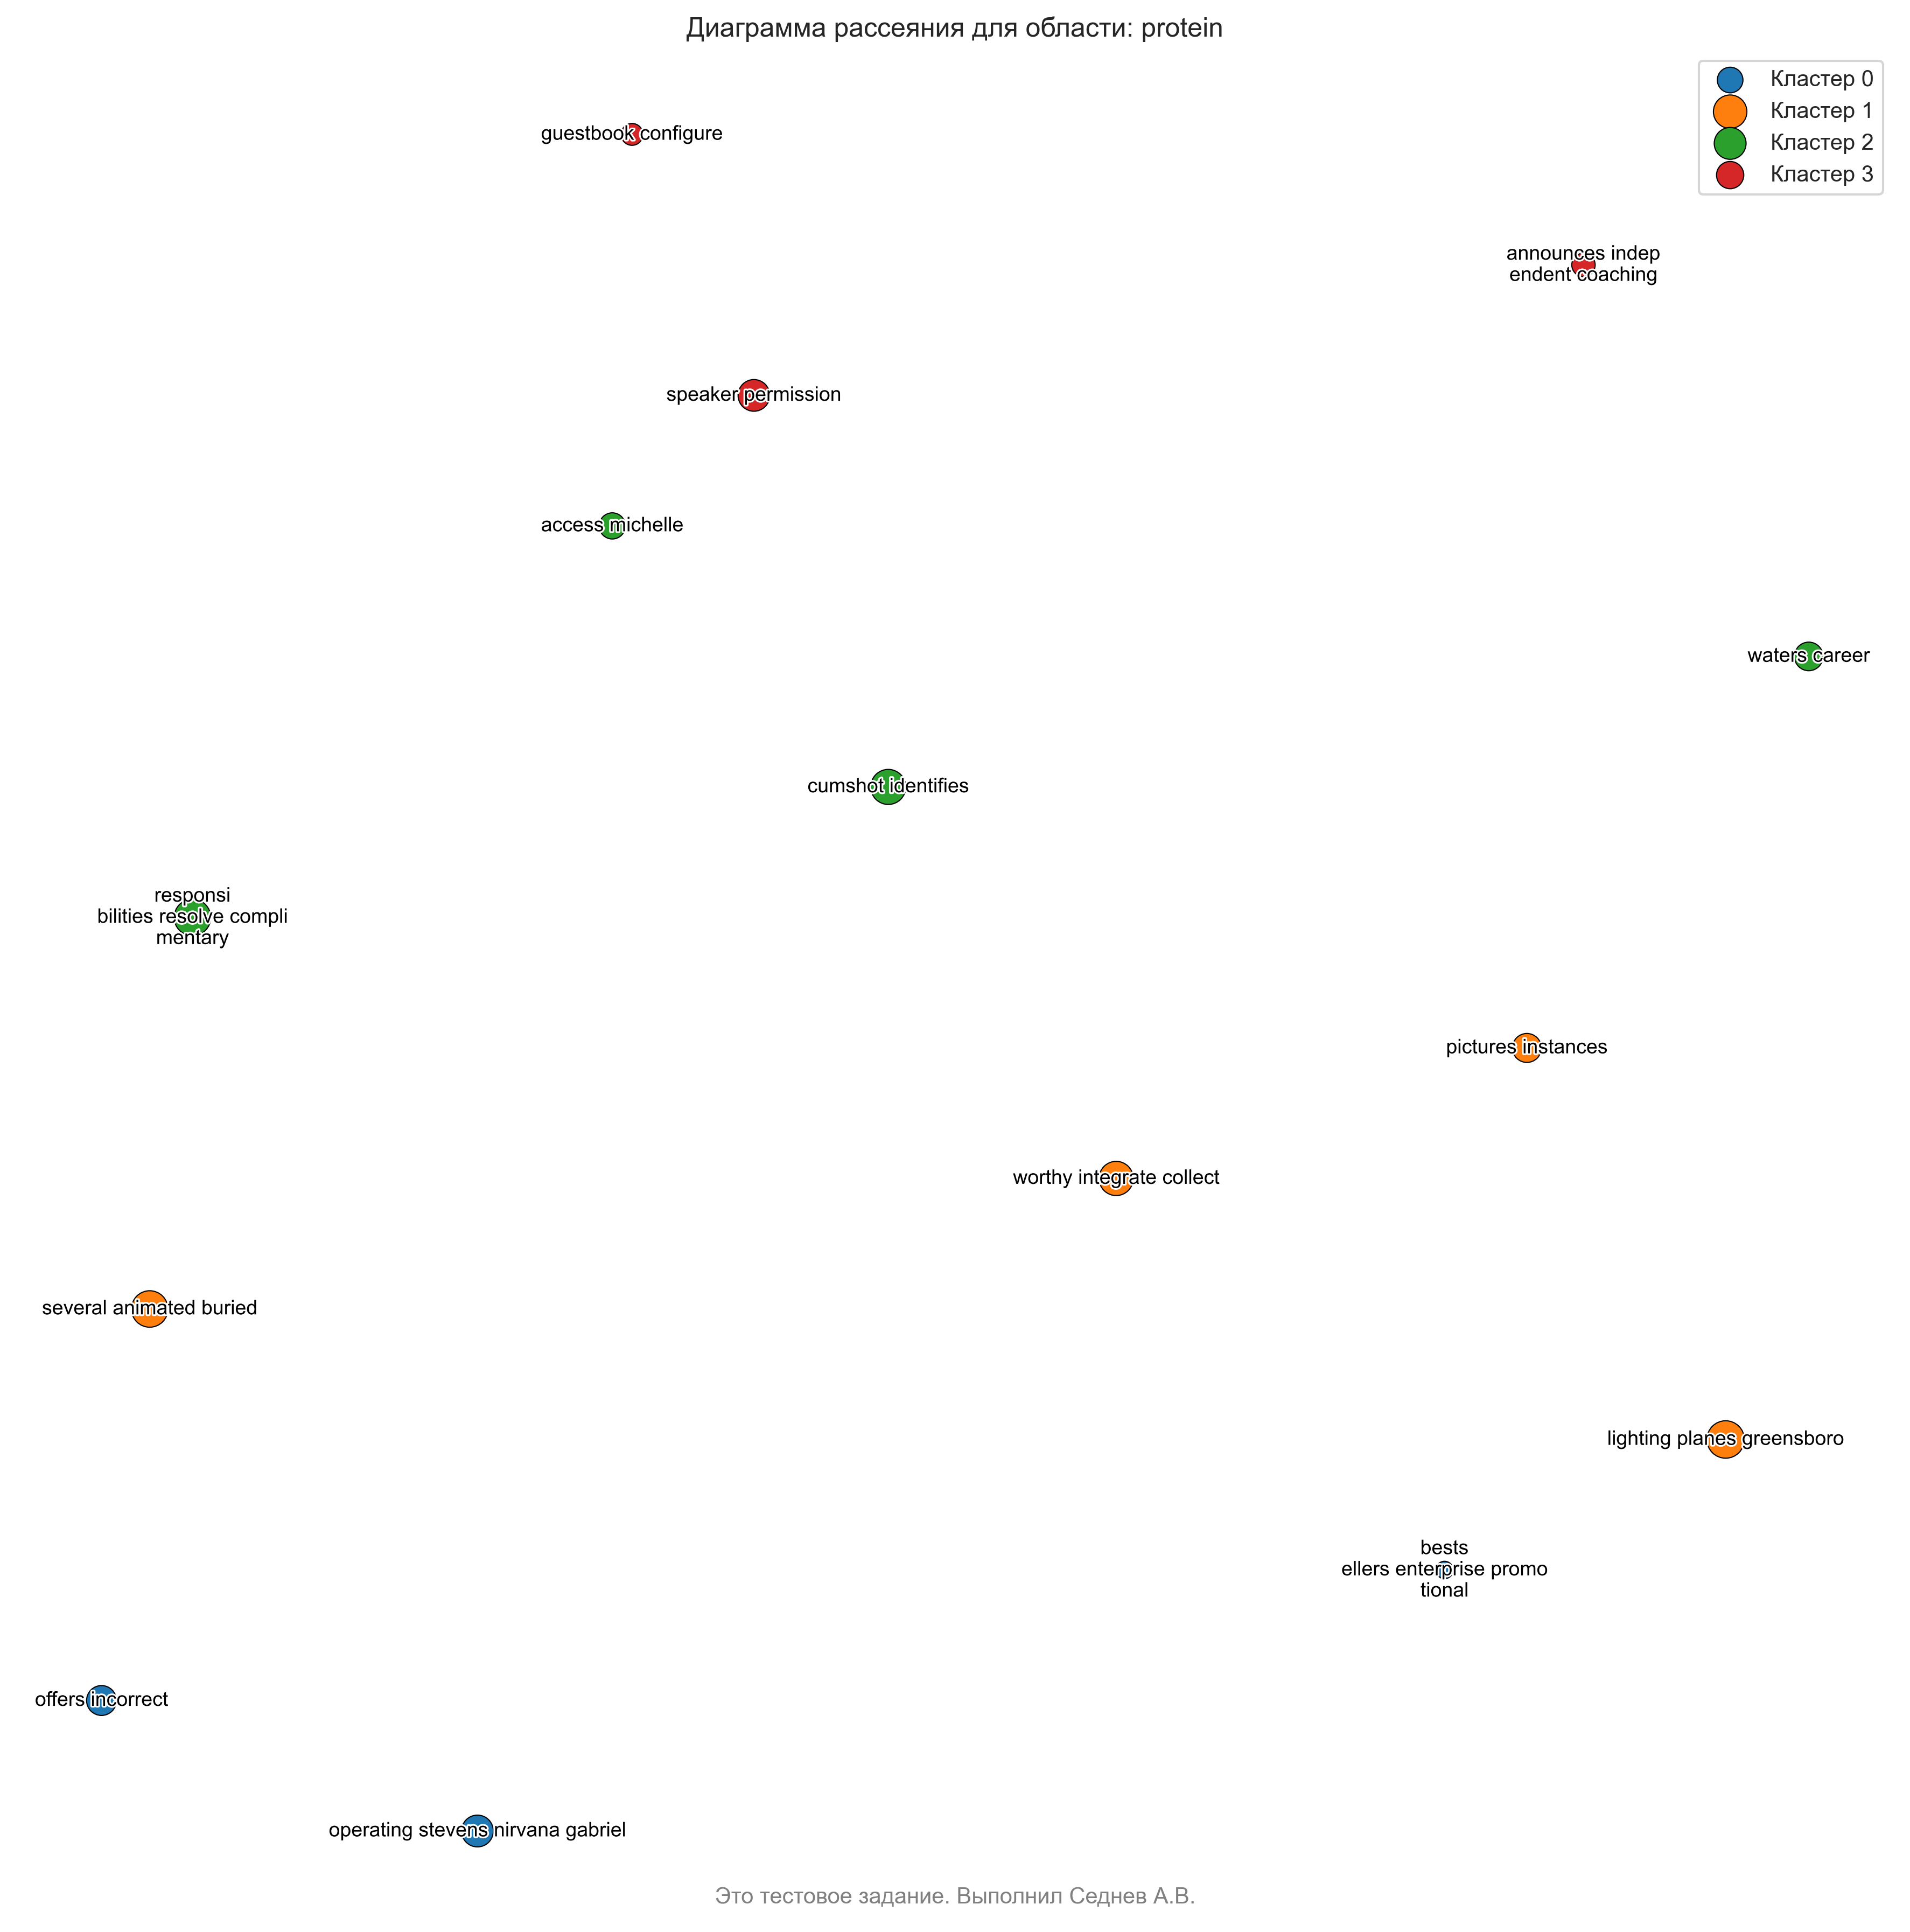 Диаграмма рассеяния для области: protein
Кластер 0
Кластер 1
Кластер 2
Кластер 3
guestbook configure
announces indep
endent coaching
speaker permission
access michelle
waters career
cumshot identifies
responsi
bilities resolve compli
mentary
pictures instances
worthy integrate collect
several animated buried
lighting planes greensboro
bests
ellers enterprise promo
tional
offers incorrect
operating stevens nirvana gabriel
Это тестовое задание. Выполнил Седнев А.В.